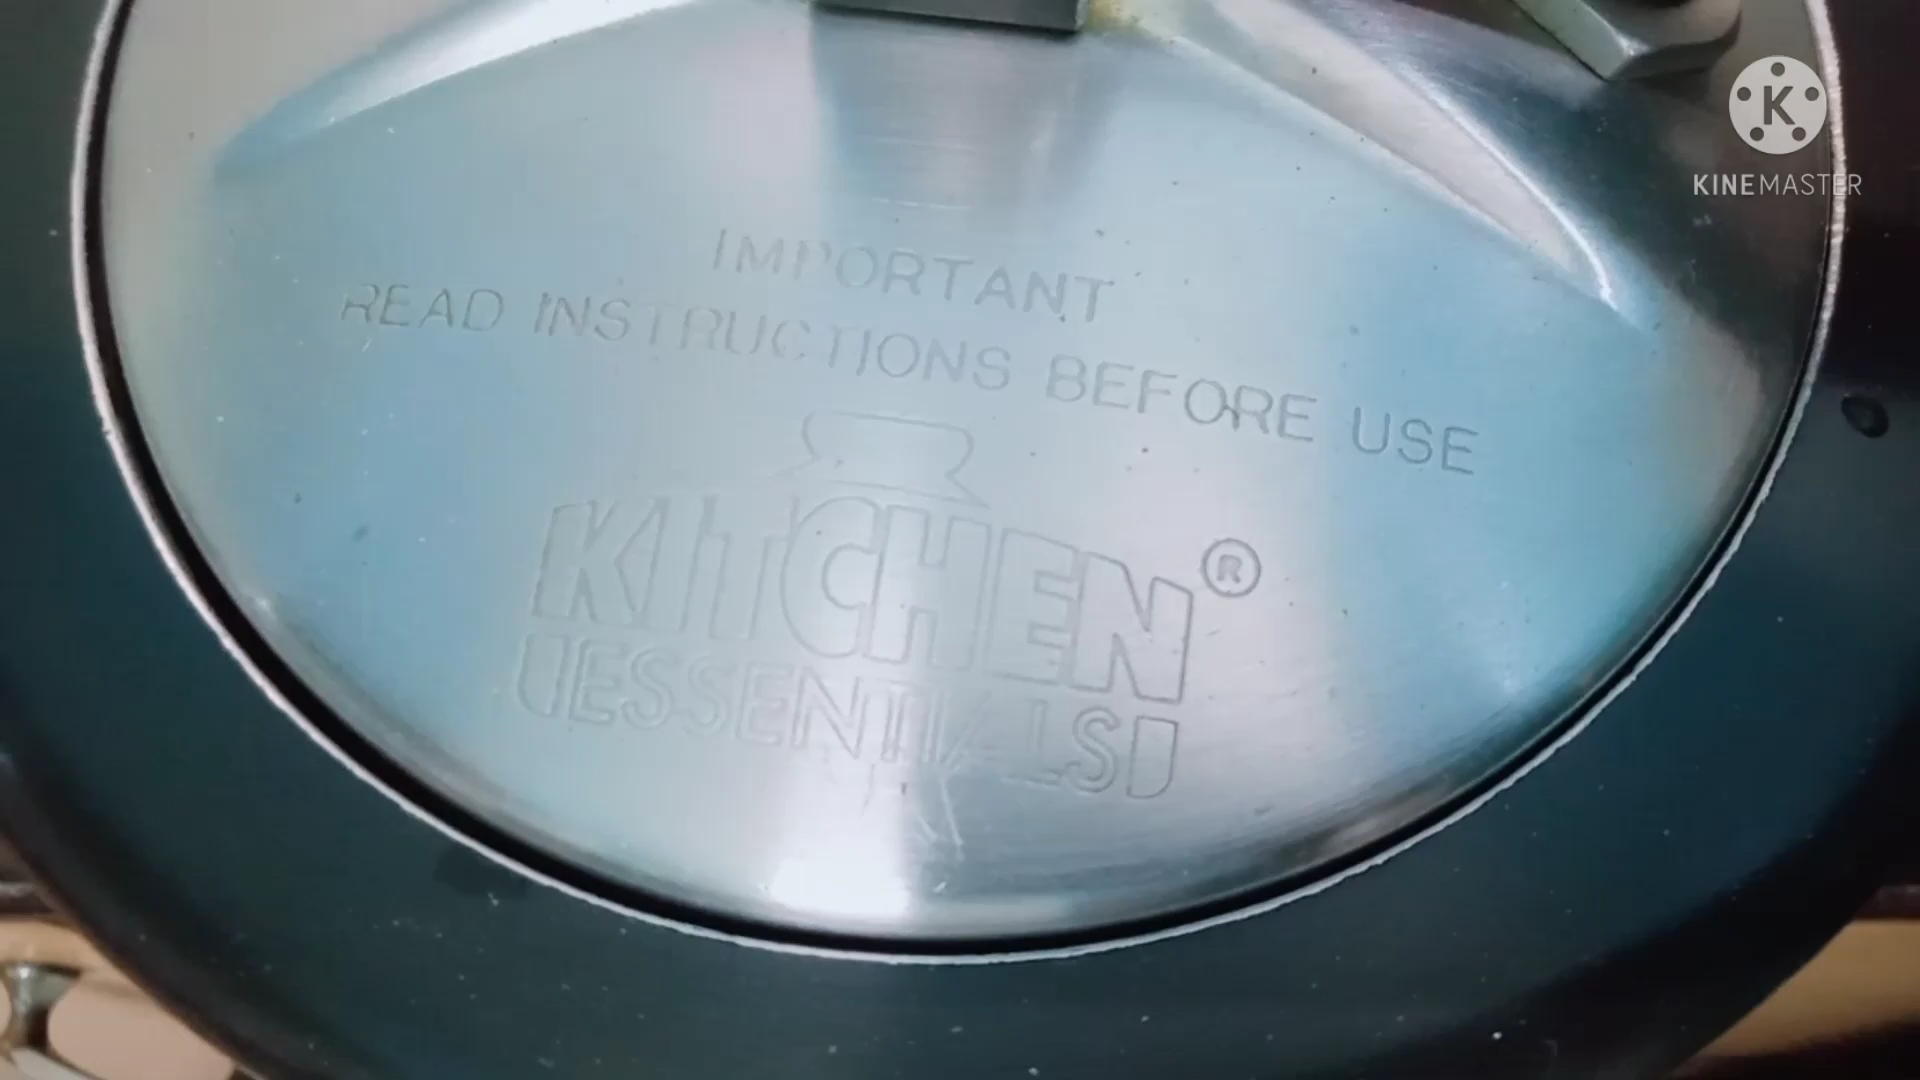 K
KINEMASTER
IMPORTANT
READ INSTRUCTIONS BEFORE USE
KITCHEN®
ESSENTIALS